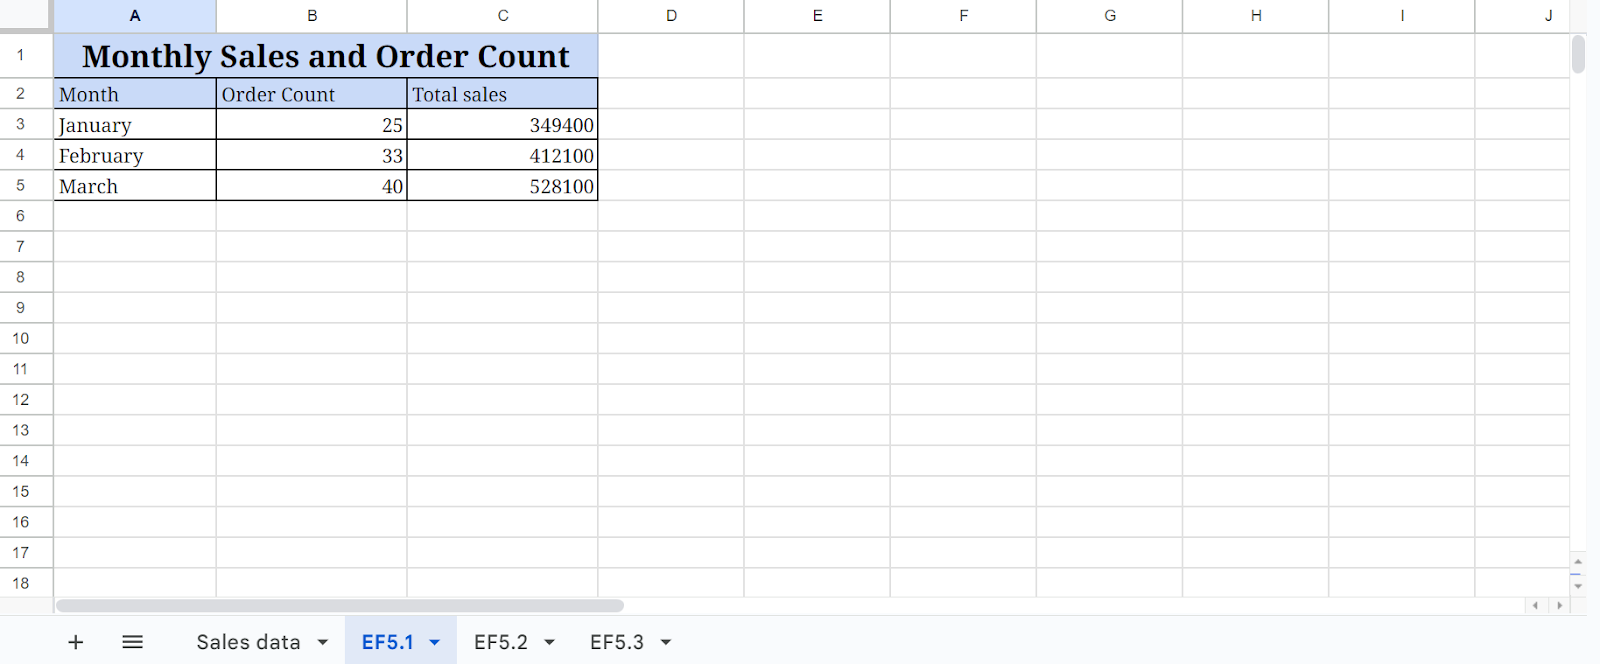 A B C D E F G H I J
1 Monthly Sales and Order Count
2 Month Order Count Total sales
3 January 25 349400
4 February 33 412100
5 March 40 528100
6
7
8
9
10
11
12
13
14
15
16
17
18
+ Sales data EF5.1 EF5.2 EF5.3